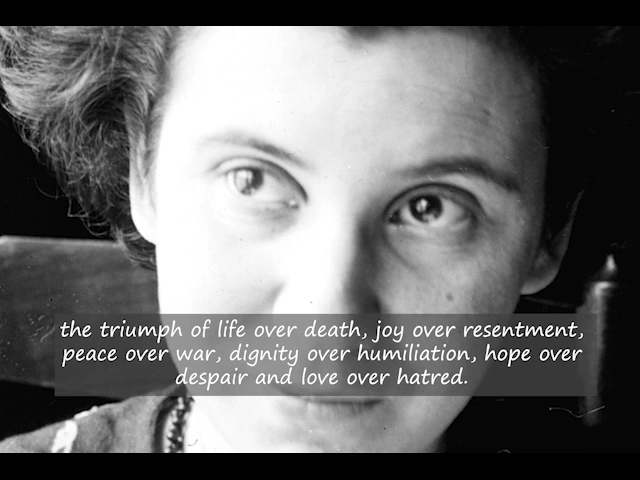 the triumph of life over death, joy over resentment,
peace over war, dignity over humiliation, hope over
despair and love over hatred.